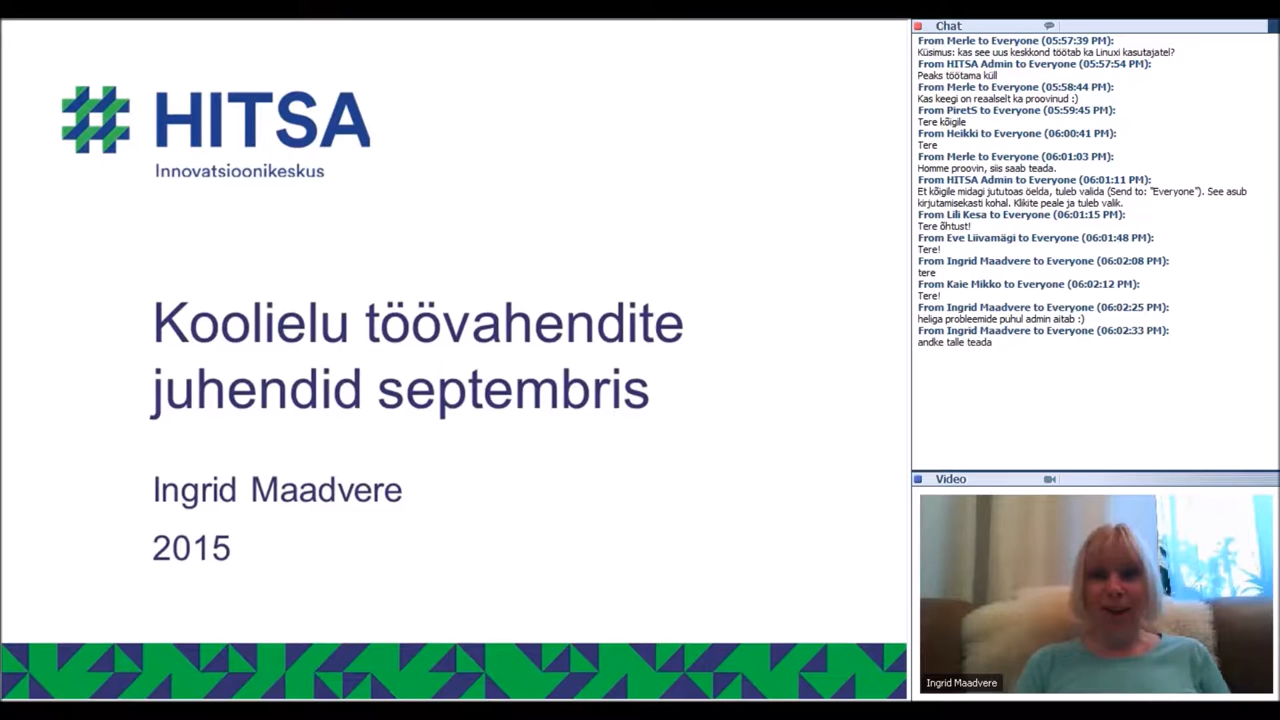 # HITSA
Innovatsioonikeskus
Koolielu töövahendite
juhendid septembris
Ingrid Maadvere
2015
Chat
From Merle to Everyone (05:57:39 PM):
Küsimus: kas see uus keskkond töötab ka Linuxi kasutajatel?
From HITSA Admin to Everyone (05:57:54 PM):
Peaks töötama küll
From Merle to Everyone (05:58:44 PM):
Kas keegi on reaalselt ka proovinud :)
From PiretS to Everyone (05:59:45 PM):
Tere kõigile
From Heikki to Everyone (06:00:41 PM):
Tere
From Merle to Everyone (06:01:03 PM):
Homme proovin, siis saab teada.
From HITSA Admin to Everyone (06:01:11 PM):
Et kõigile midagi jututoas öelda, tuleb valida (Send to: "Everyone"). See asub
kirjutamisekasti kohal. Klikite peale ja tuleb valik.
From Lili Kesa to Everyone (06:01:15 PM):
Tere õhtust!
From Eve Liivamägi to Everyone (06:01:48 PM):
Tere!
From Ingrid Maadvere to Everyone (06:02:08 PM):
tere
From Kaie Mikko to Everyone (06:02:12 PM):
Tere!
From Ingrid Maadvere to Everyone (06:02:25 PM):
heliga probleemide puhul admin aitab :)
From Ingrid Maadvere to Everyone (06:02:33 PM):
andke talle teada
Video
Ingrid Maadvere